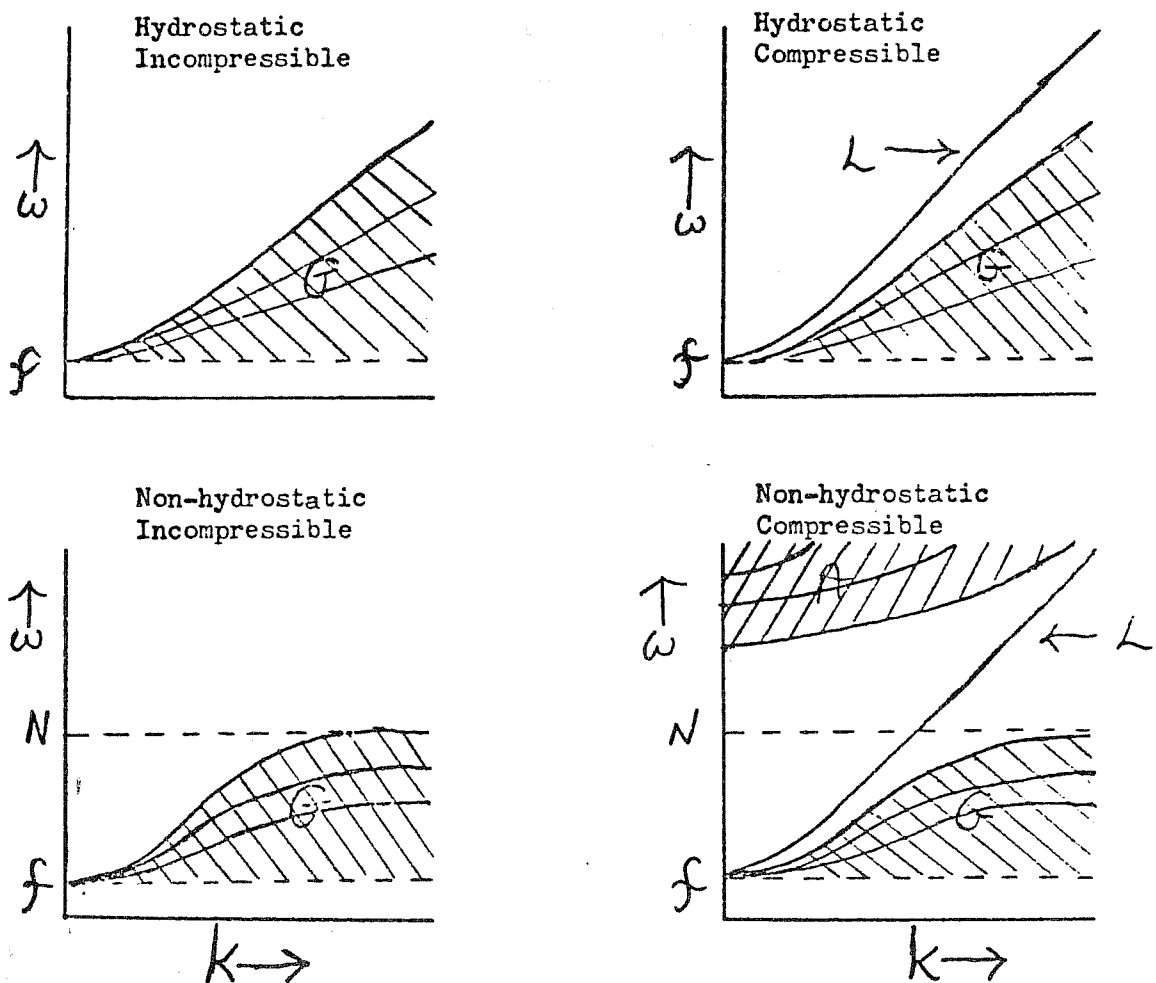 Hydrostatic
Incompressible
↑
ω
G
f
Hydrostatic
Compressible
L →
↑
ω
G
f
Non-hydrostatic
Incompressible
↑
ω
N
G
f
k →
Non-hydrostatic
Compressible
A
↑
ω
← L
N
G
f
k →